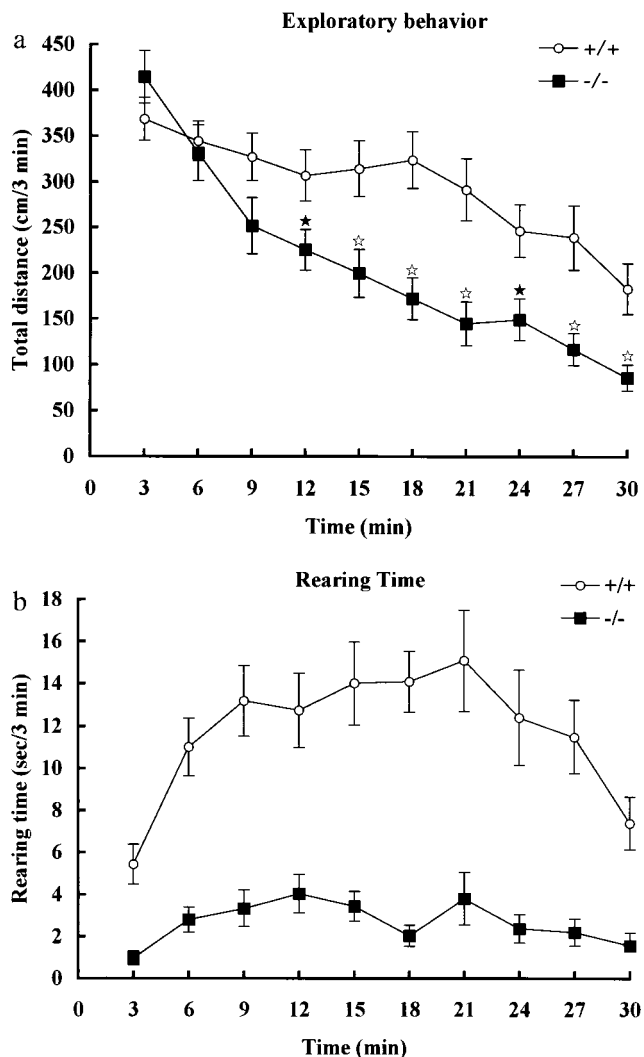 Exploratory behavior
a
+/+
-/-
Total distance (cm/3 min)
450
400
350
300
250
200
150
100
50
0
0 3 6 9 12 15 18 21 24 27 30
Time (min)
Rearing Time
b
+/+
-/-
Rearing time (sec/3 min)
18
16
14
12
10
8
6
4
2
0
0 3 6 9 12 15 18 21 24 27 30
Time (min)